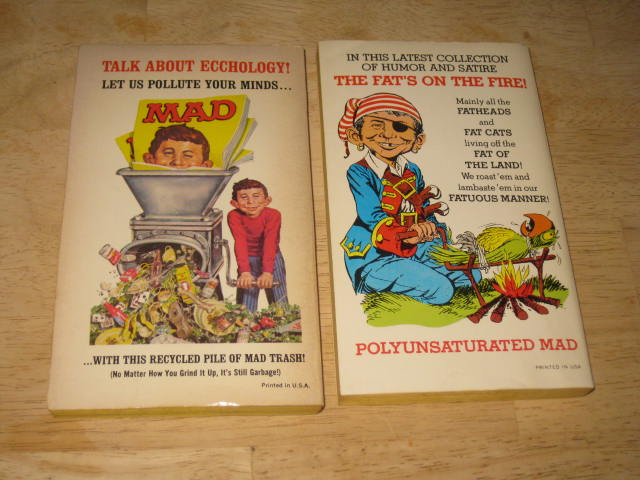 TALK ABOUT ECCHOLOGY!
LET US POLLUTE YOUR MINDS...
MAD
...WITH THIS RECYCLED PILE OF MAD TRASH!
(No Matter How You Grind It Up, It's Still Garbage!)
Printed in U.S.A.
IN THIS LATEST COLLECTION
OF HUMOR AND SATIRE
THE FAT'S ON THE FIRE!
Mainly all the
FATHEADS
and
FAT CATS
living off the
FAT OF
THE LAND!
We roast 'em and
lambaste 'em in our
FATUOUS MANNER!
POLYUNSATURATED MAD
PRINTED IN USA